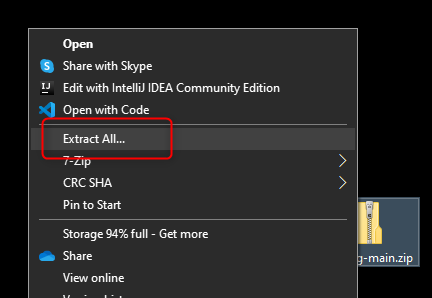 Open
Share with Skype
Edit with IntelliJ IDEA Community Edition
Open with Code
Extract All...
7-Zip
CRC SHA
Pin to Start
Storage 94% full - Get more
Share
View online
g-main.zip